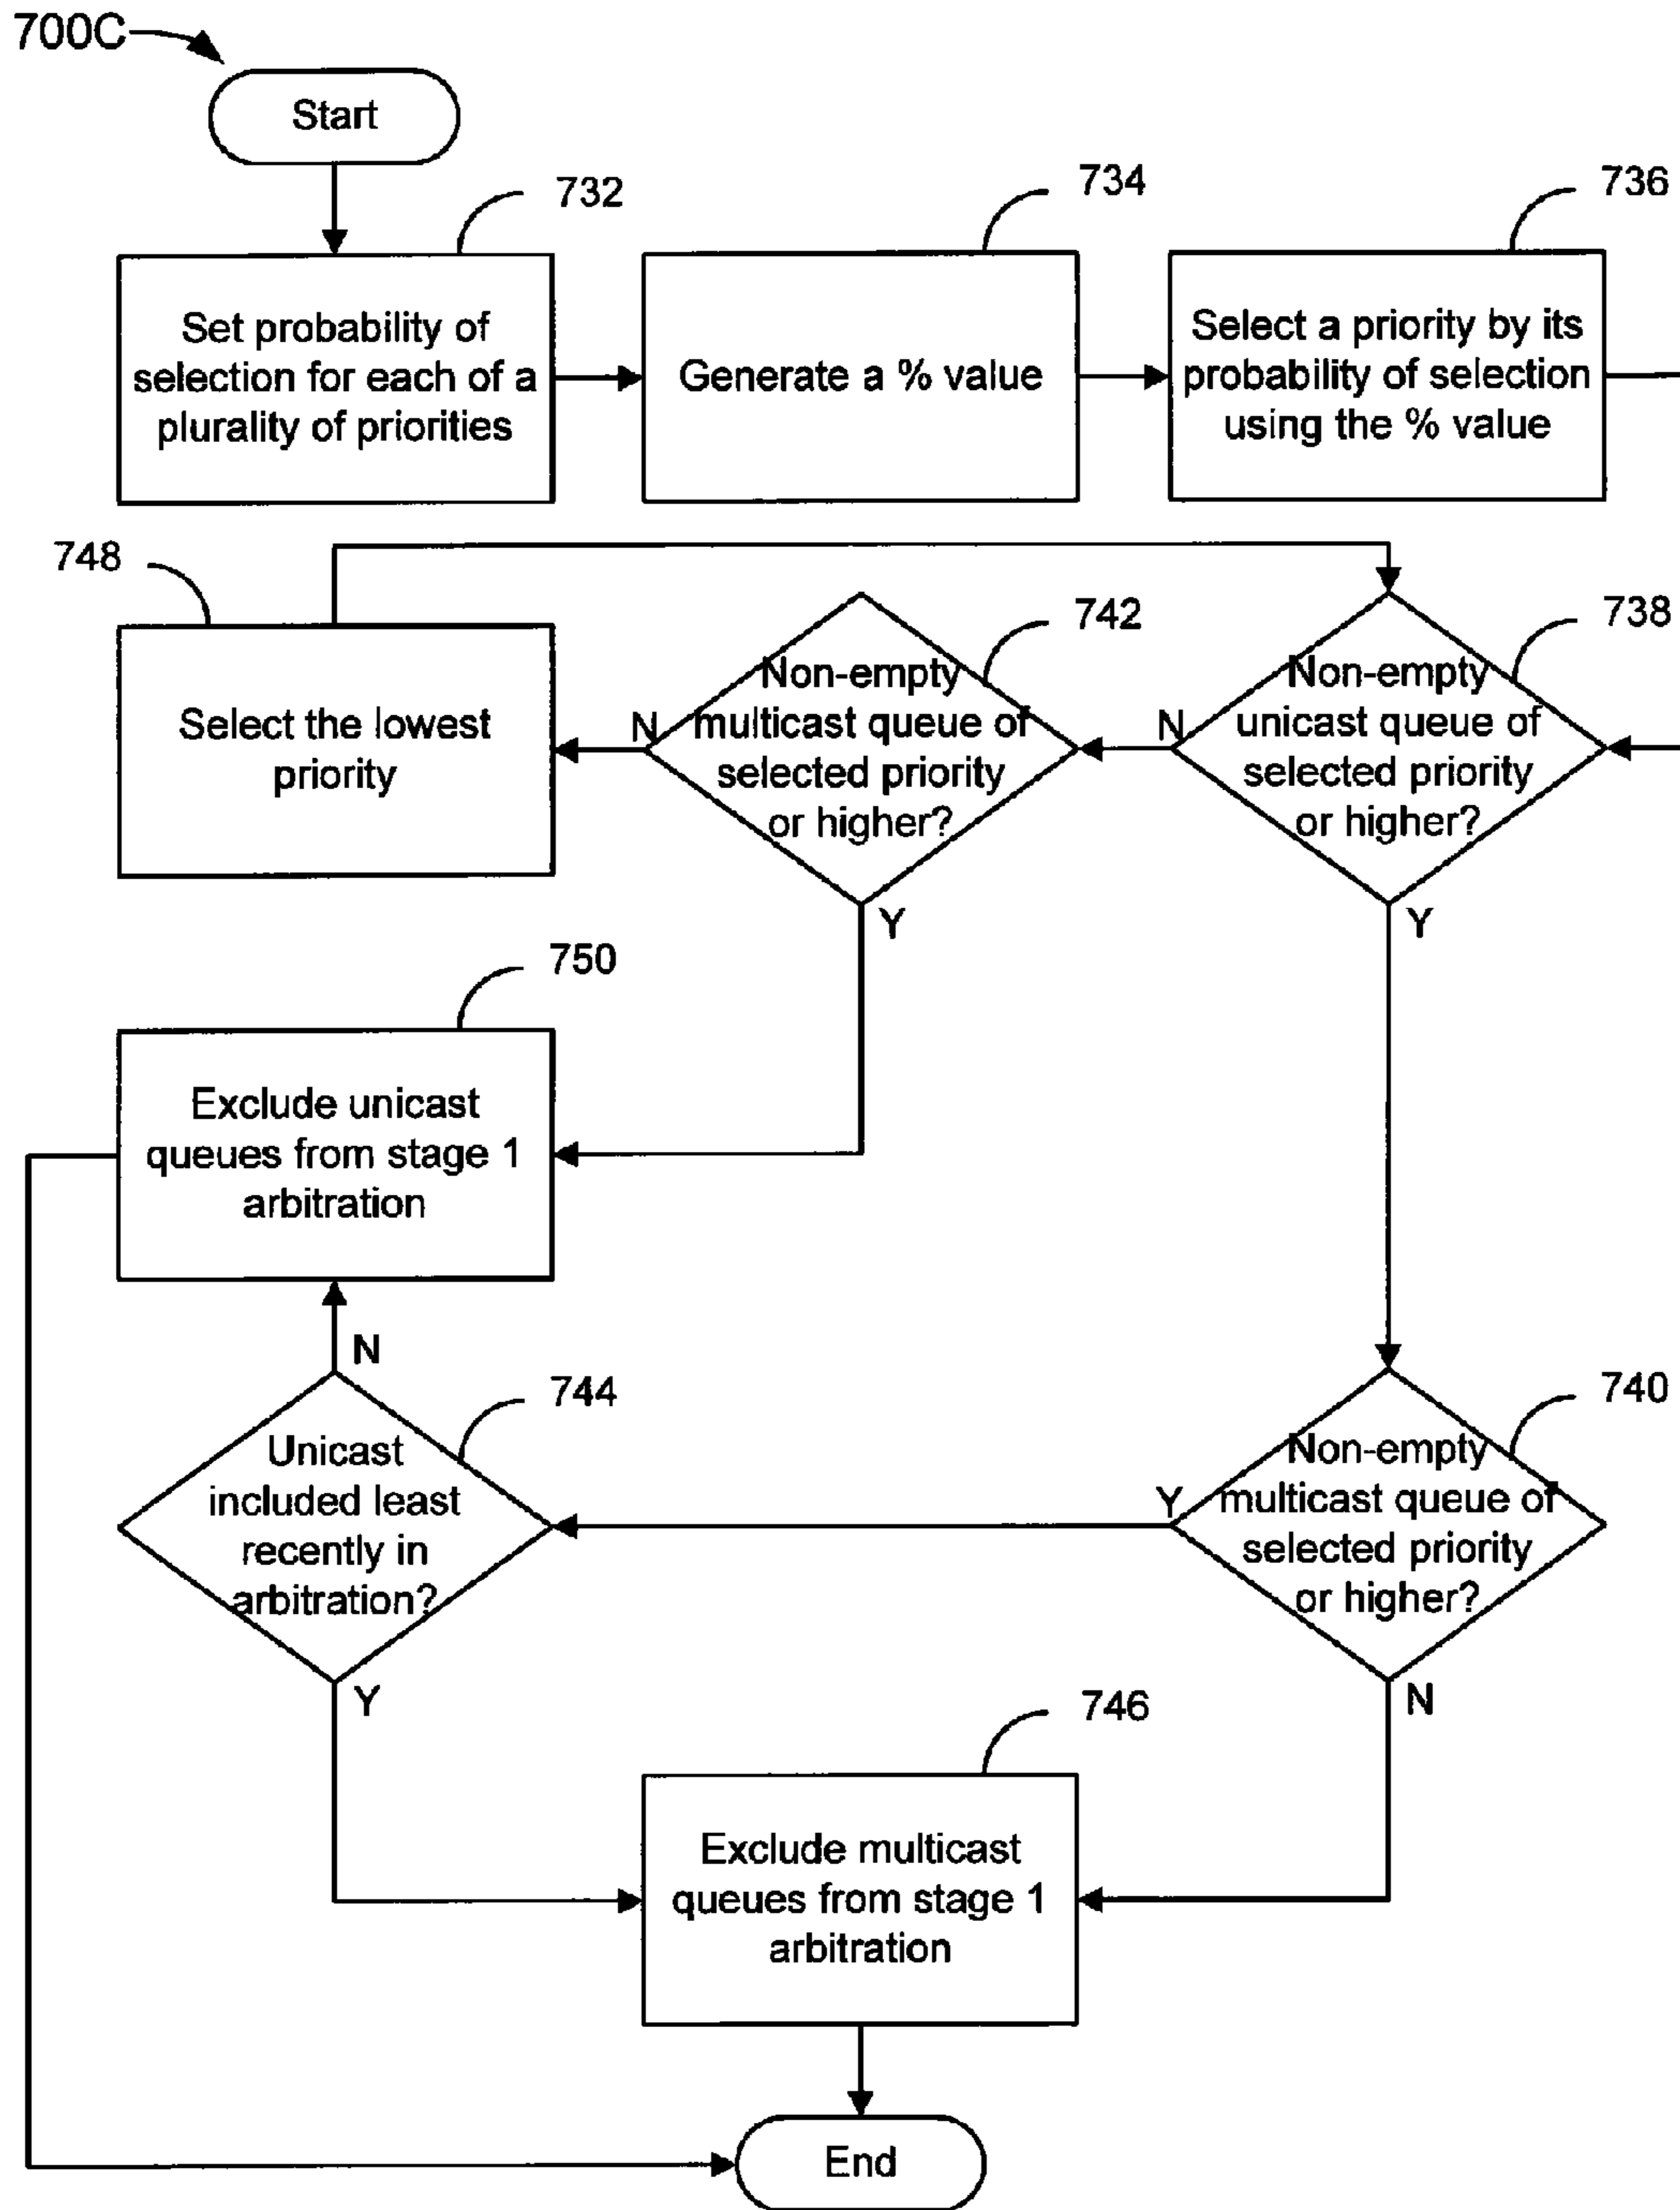 700C
Start
732
734
736
Set probability of
selection for each of a
plurality of priorities
Generate a % value
Select a priority by its
probability of selection
using the % value
748
742
738
Select the lowest
priority
N
Non-empty
multicast queue of
selected priority
or higher?
N
Non-empty
unicast queue of
selected priority
or higher?
Y
Y
750
Exclude unicast
queues from stage 1
arbitration
N
744
740
Unicast
included least
recently in
arbitration?
Y
Non-empty
multicast queue of
selected priority
or higher?
Y
N
746
Exclude multicast
queues from stage 1
arbitration
End